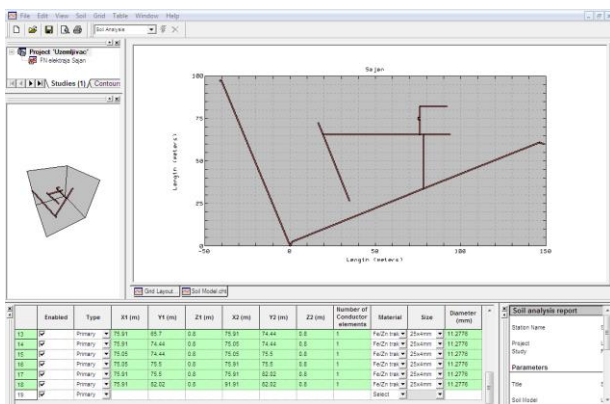 File Edit View Soil Grid Table Window Help
Soil Analysis
Project 'Uzemljivac'
PN elektraja Sajan
Studies (1) Contours
Sajan
Length (meters)
100
75
50
25
0
-50 0 50 100 150
Length (meters)
Grid Layout... Soil Model.cht
Enabled Type X1 (m) Y1 (m) Z1 (m) X2 (m) Y2 (m) Z2 (m) Number of Conductor elements Material Size Diameter (mm)
13 Primary 75.91 65.7 0.8 75.91 74.44 0.8 1 Fe/Zn trak 25x4mm 11.2776
14 Primary 75.91 74.44 0.8 75.05 74.44 0.8 1 Fe/Zn trak 25x4mm 11.2776
15 Primary 75.05 74.44 0.8 75.05 75.5 0.8 1 Fe/Zn trak 25x4mm 11.2776
16 Primary 75.05 75.5 0.8 75.91 75.5 0.8 1 Fe/Zn trak 25x4mm 11.2776
17 Primary 75.91 75.5 0.8 75.91 82.02 0.8 1 Fe/Zn trak 25x4mm 11.2776
18 Primary 75.91 82.02 0.8 91.91 82.02 0.8 1 Fe/Zn trak 25x4mm 11.2776
19 Primary Select
Soil analysis report
Station Name
Project
Study
Parameters
Title
Soil Model